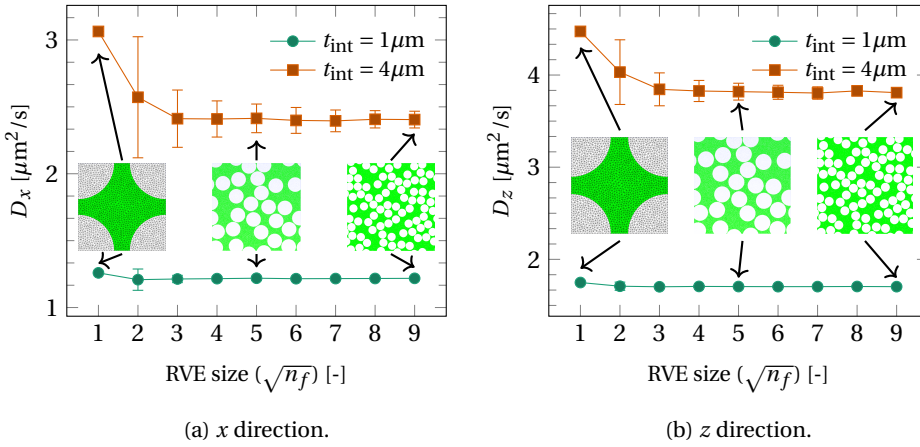 3
2
1
D_x [μm²/s]
t_int = 1μm
t_int = 4μm
1 2 3 4 5 6 7 8 9
RVE size (√n_f) [-]
(a) x direction.
4
3
2
D_z [μm²/s]
t_int = 1μm
t_int = 4μm
1 2 3 4 5 6 7 8 9
RVE size (√n_f) [-]
(b) z direction.